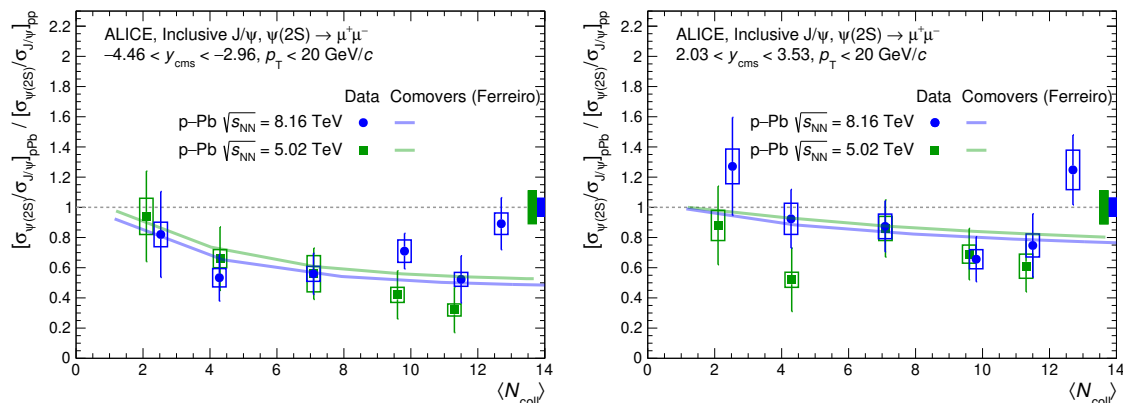 ALICE, Inclusive J/ψ, ψ(2S) → μ⁺μ⁻
−4.46 < y_cms < −2.96, p_T < 20 GeV/c
Data Comovers (Ferreiro)
p–Pb √s_NN = 8.16 TeV
p–Pb √s_NN = 5.02 TeV
[σ_ψ(2S)/σ_J/ψ]_pPb / [σ_ψ(2S)/σ_J/ψ]_pp
2.2
2
1.8
1.6
1.4
1.2
1
0.8
0.6
0.4
0.2
0
0 2 4 6 8 10 12 14
⟨N_coll⟩
ALICE, Inclusive J/ψ, ψ(2S) → μ⁺μ⁻
2.03 < y_cms < 3.53, p_T < 20 GeV/c
Data Comovers (Ferreiro)
p–Pb √s_NN = 8.16 TeV
p–Pb √s_NN = 5.02 TeV
[σ_ψ(2S)/σ_J/ψ]_pPb / [σ_ψ(2S)/σ_J/ψ]_pp
2.2
2
1.8
1.6
1.4
1.2
1
0.8
0.6
0.4
0.2
0
0 2 4 6 8 10 12 14
⟨N_coll⟩